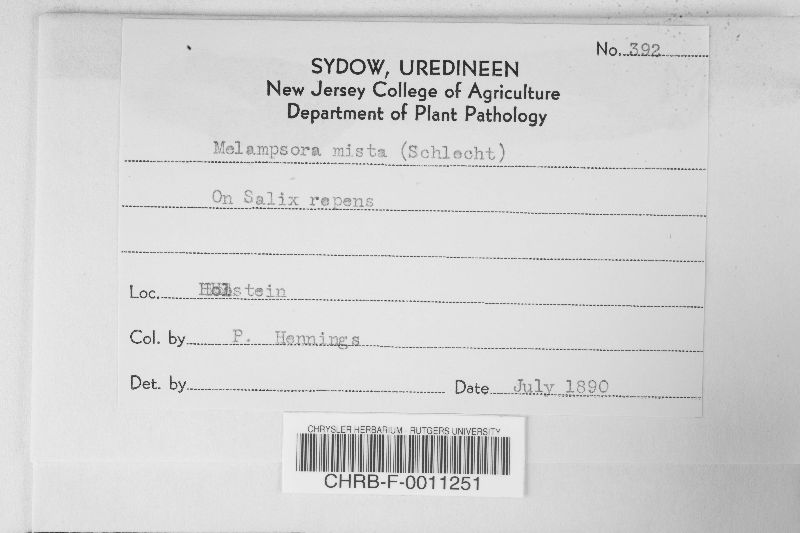 No. 392
SYDOW, UREDINEEN
New Jersey College of Agriculture
Department of Plant Pathology
Melampsora mista (Schlecht)
On Salix repens
Loc. Holstein
Col. by P. Hennings
Det. by Date July 1890
CHRYSLER HERBARIUM RUTGERS UNIVERSITY
CHRB-F-0011251